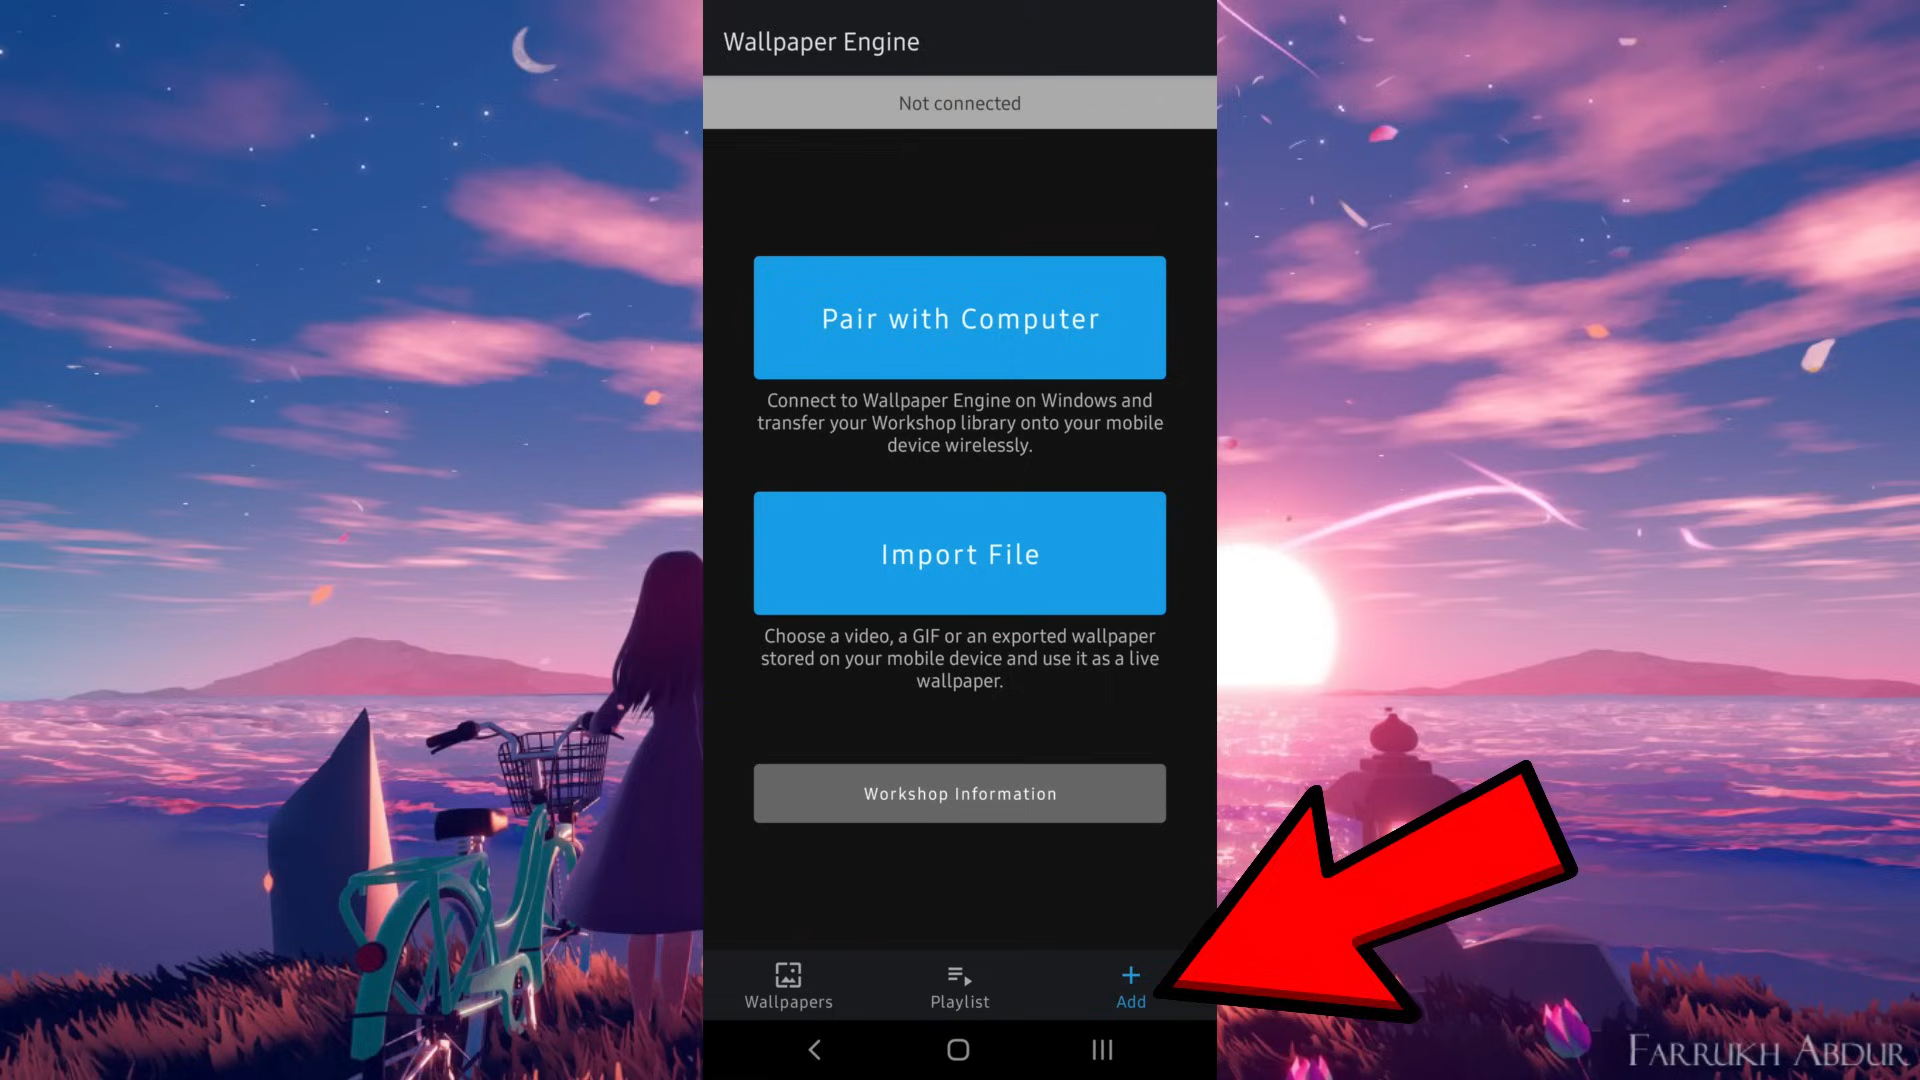 Wallpaper Engine
Not connected
Pair with Computer
Connect to Wallpaper Engine on Windows and
transfer your Workshop library onto your mobile
device wirelessly.
Import File
Choose a video, a GIF or an exported wallpaper
stored on your mobile device and use it as a live
wallpaper.
Workshop Information
Wallpapers
Playlist
Add
FARRUKH ABDUR